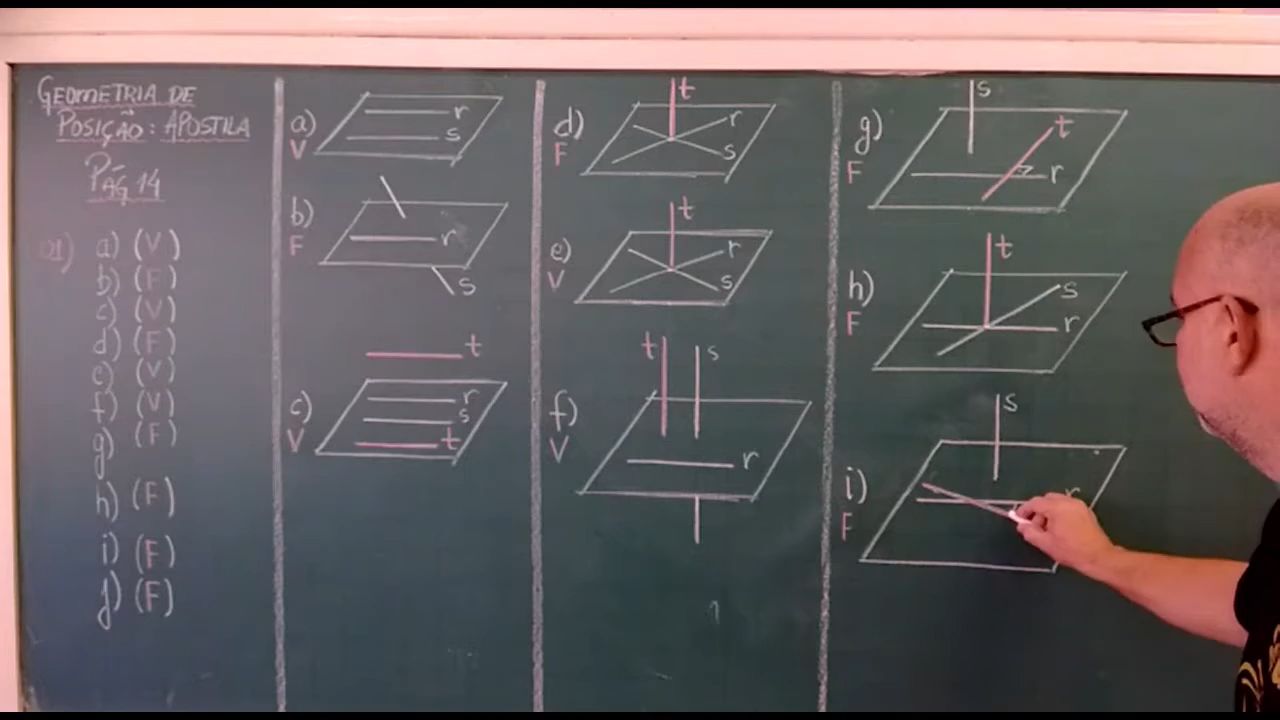 GEOMETRIA DE
POSIÇÃO: APOSTILA
PÁG 14
01) a) (V)
b) (F)
c) (V)
d) (F)
e) (V)
f) (V)
g) (F)
h) (F)
i) (F)
j) (F)
a) r
V s
b) r
F s
t
c) r
s
V t
t
d) r
F s
t
e) r
V s
t s
f)
V r
s
g) t
F r
t
h) s
F r
s
i) r
F